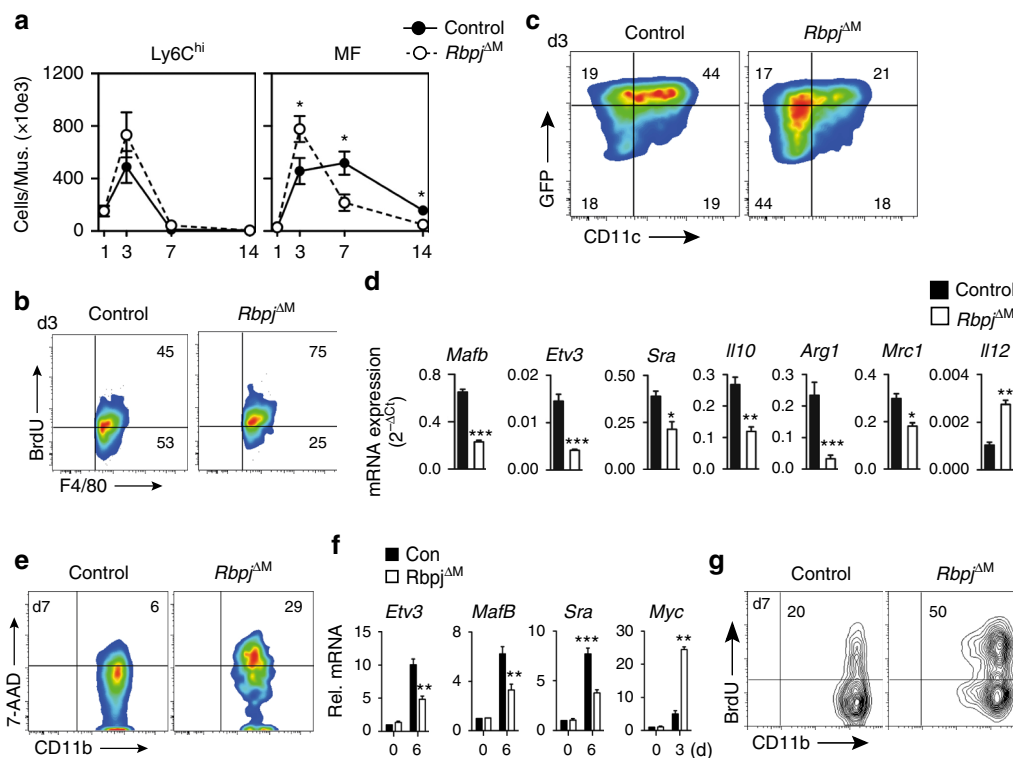 a
Control
Rbpj^ΔM
Ly6C^hi
MF
Cells/Mus. (×10e3)
1200
800
400
0
* * *
1 3 7 14
1 3 7 14
b
d3
Control
Rbpj^ΔM
BrdU
45
53
75
25
F4/80
c
d3
Control
Rbpj^ΔM
GFP
19 44
18 19
17 21
44 18
CD11c
d
Control
Rbpj^ΔM
mRNA expression
(2^−ΔCt)
Mafb
0.8
0.4
0.0
***
Etv3
0.02
0.01
0.00
***
Sra
0.50
0.25
0.00
*
Il10
0.3
0.2
0.1
0.0
**
Arg1
0.3
0.2
0.1
0.0
***
Mrc1
0.4
0.2
0.0
*
Il12
0.004
0.002
0.000
**
e
Control
Rbpj^ΔM
d7
6
29
7-AAD
CD11b
f
Con
Rbpj^ΔM
Rel. mRNA
Etv3
15
10
5
0
**
0 6
MafB
8
4
0
**
0 6
Sra
10
5
0
***
0 6
Myc
30
20
10
0
**
0 3 (d)
g
Control
Rbpj^ΔM
d7
20
50
BrdU
CD11b